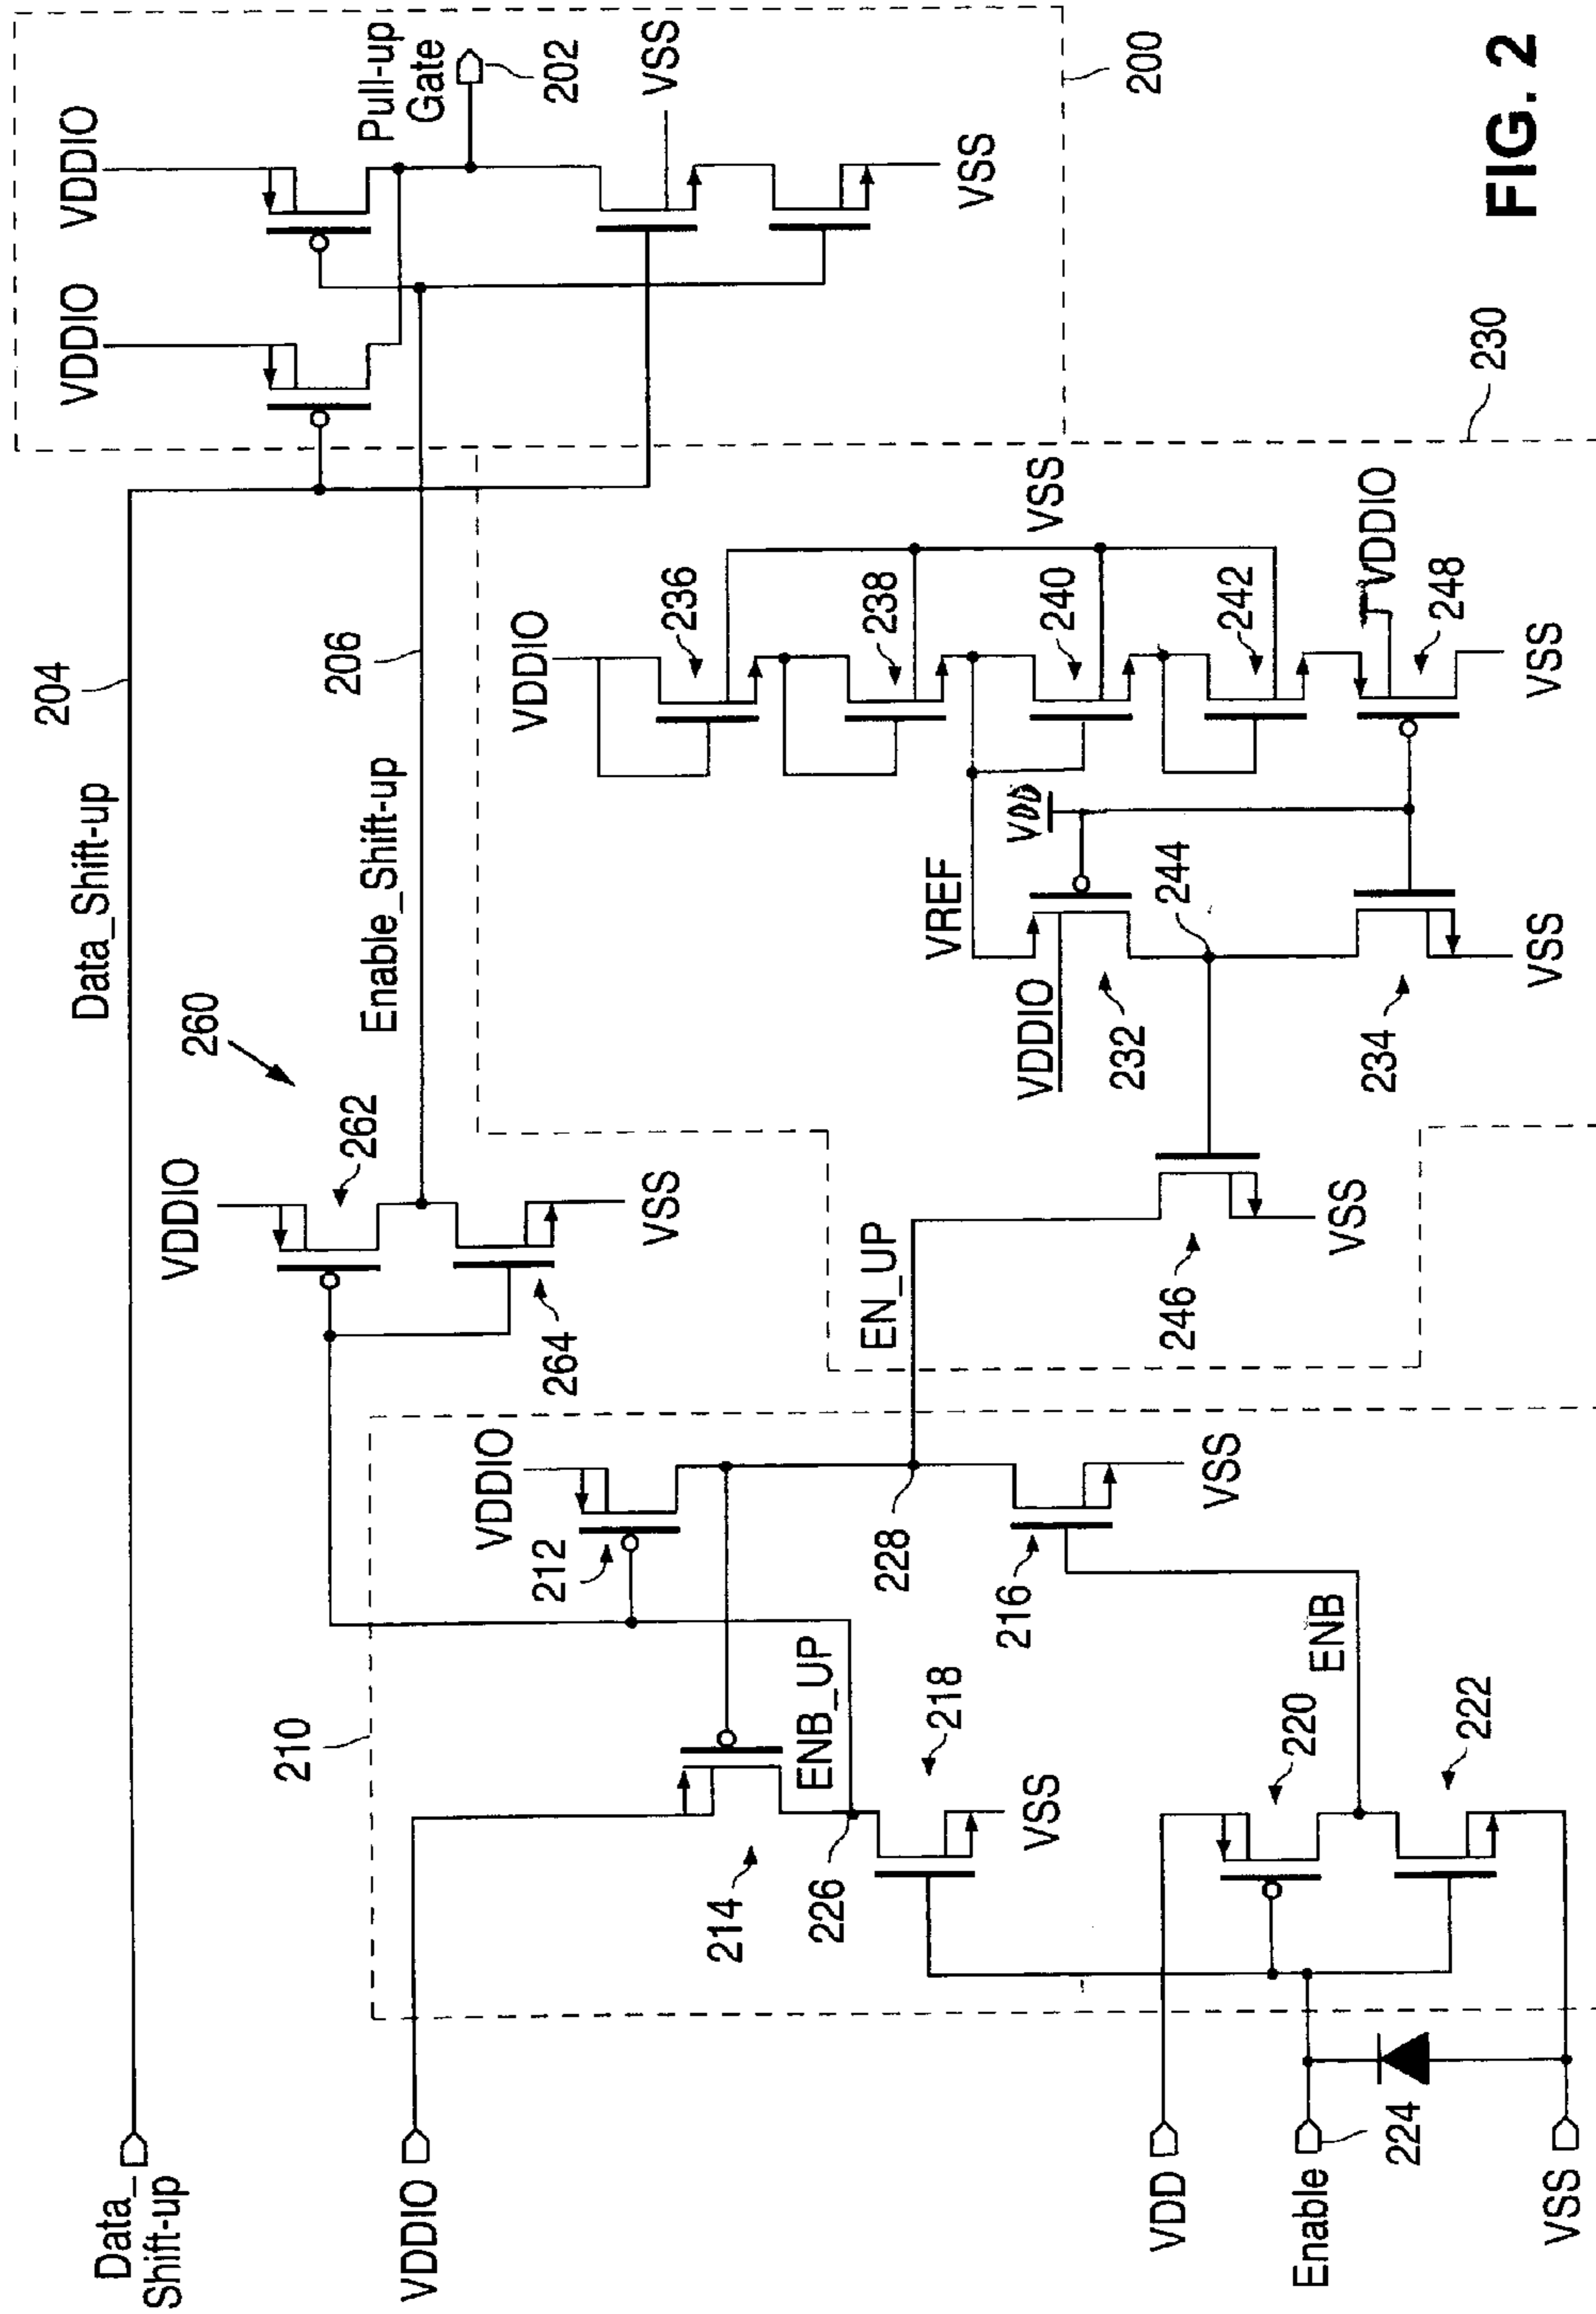 Data_
Shift-up
204
Data_Shift-up
VDDIO
VDDIO
Pull-up
Gate
202
VSS
VSS
200
260
VDDIO
262
264
VSS
206
Enable_Shift-up
VDDIO
210
VDDIO
212
214
ENB_UP
226
218
VSS
228
216
VSS
ENB
220
222
VDD
Enable
224
VSS
EN_UP
246
VSS
VDDIO
236
238
240
242
VSS
VREF
VDD
VDDIO
232
244
234
VSS
VDDIO
248
VSS
230
FIG. 2